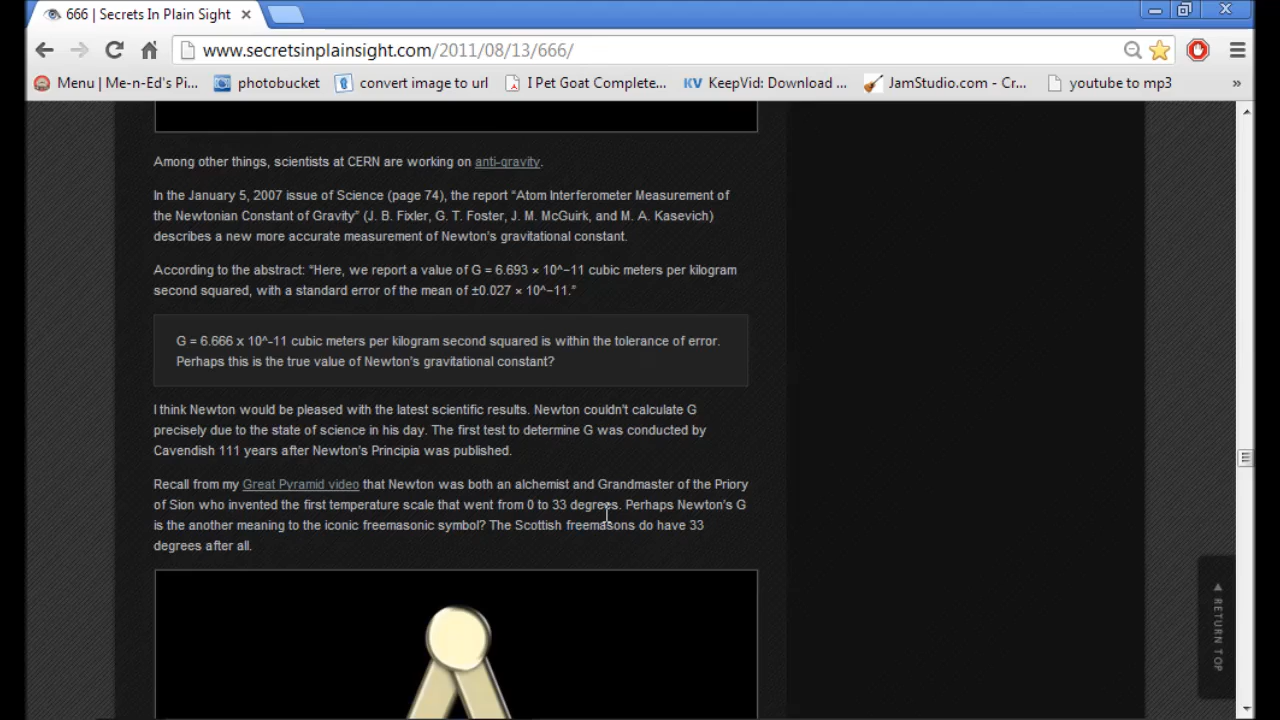 666 | Secrets In Plain Sight
www.secretsinplainsight.com/2011/08/13/666/
Menu | Me-n-Ed's Pi... photobucket convert image to url I Pet Goat Complete... KV KeepVid: Download ... JamStudio.com - Cr... youtube to mp3 »
Among other things, scientists at CERN are working on anti-gravity.
In the January 5, 2007 issue of Science (page 74), the report “Atom Interferometer Measurement of
the Newtonian Constant of Gravity” (J. B. Fixler, G. T. Foster, J. M. McGuirk, and M. A. Kasevich)
describes a new more accurate measurement of Newton’s gravitational constant.
According to the abstract: “Here, we report a value of G = 6.693 × 10^−11 cubic meters per kilogram
second squared, with a standard error of the mean of ±0.027 × 10^−11.”
G = 6.666 x 10^-11 cubic meters per kilogram second squared is within the tolerance of error.
Perhaps this is the true value of Newton’s gravitational constant?
I think Newton would be pleased with the latest scientific results. Newton couldn’t calculate G
precisely due to the state of science in his day. The first test to determine G was conducted by
Cavendish 111 years after Newton’s Principia was published.
Recall from my Great Pyramid video that Newton was both an alchemist and Grandmaster of the Priory
of Sion who invented the first temperature scale that went from 0 to 33 degrees. Perhaps Newton’s G
is the another meaning to the iconic freemasonic symbol? The Scottish freemasons do have 33
degrees after all.
RETURN TOP